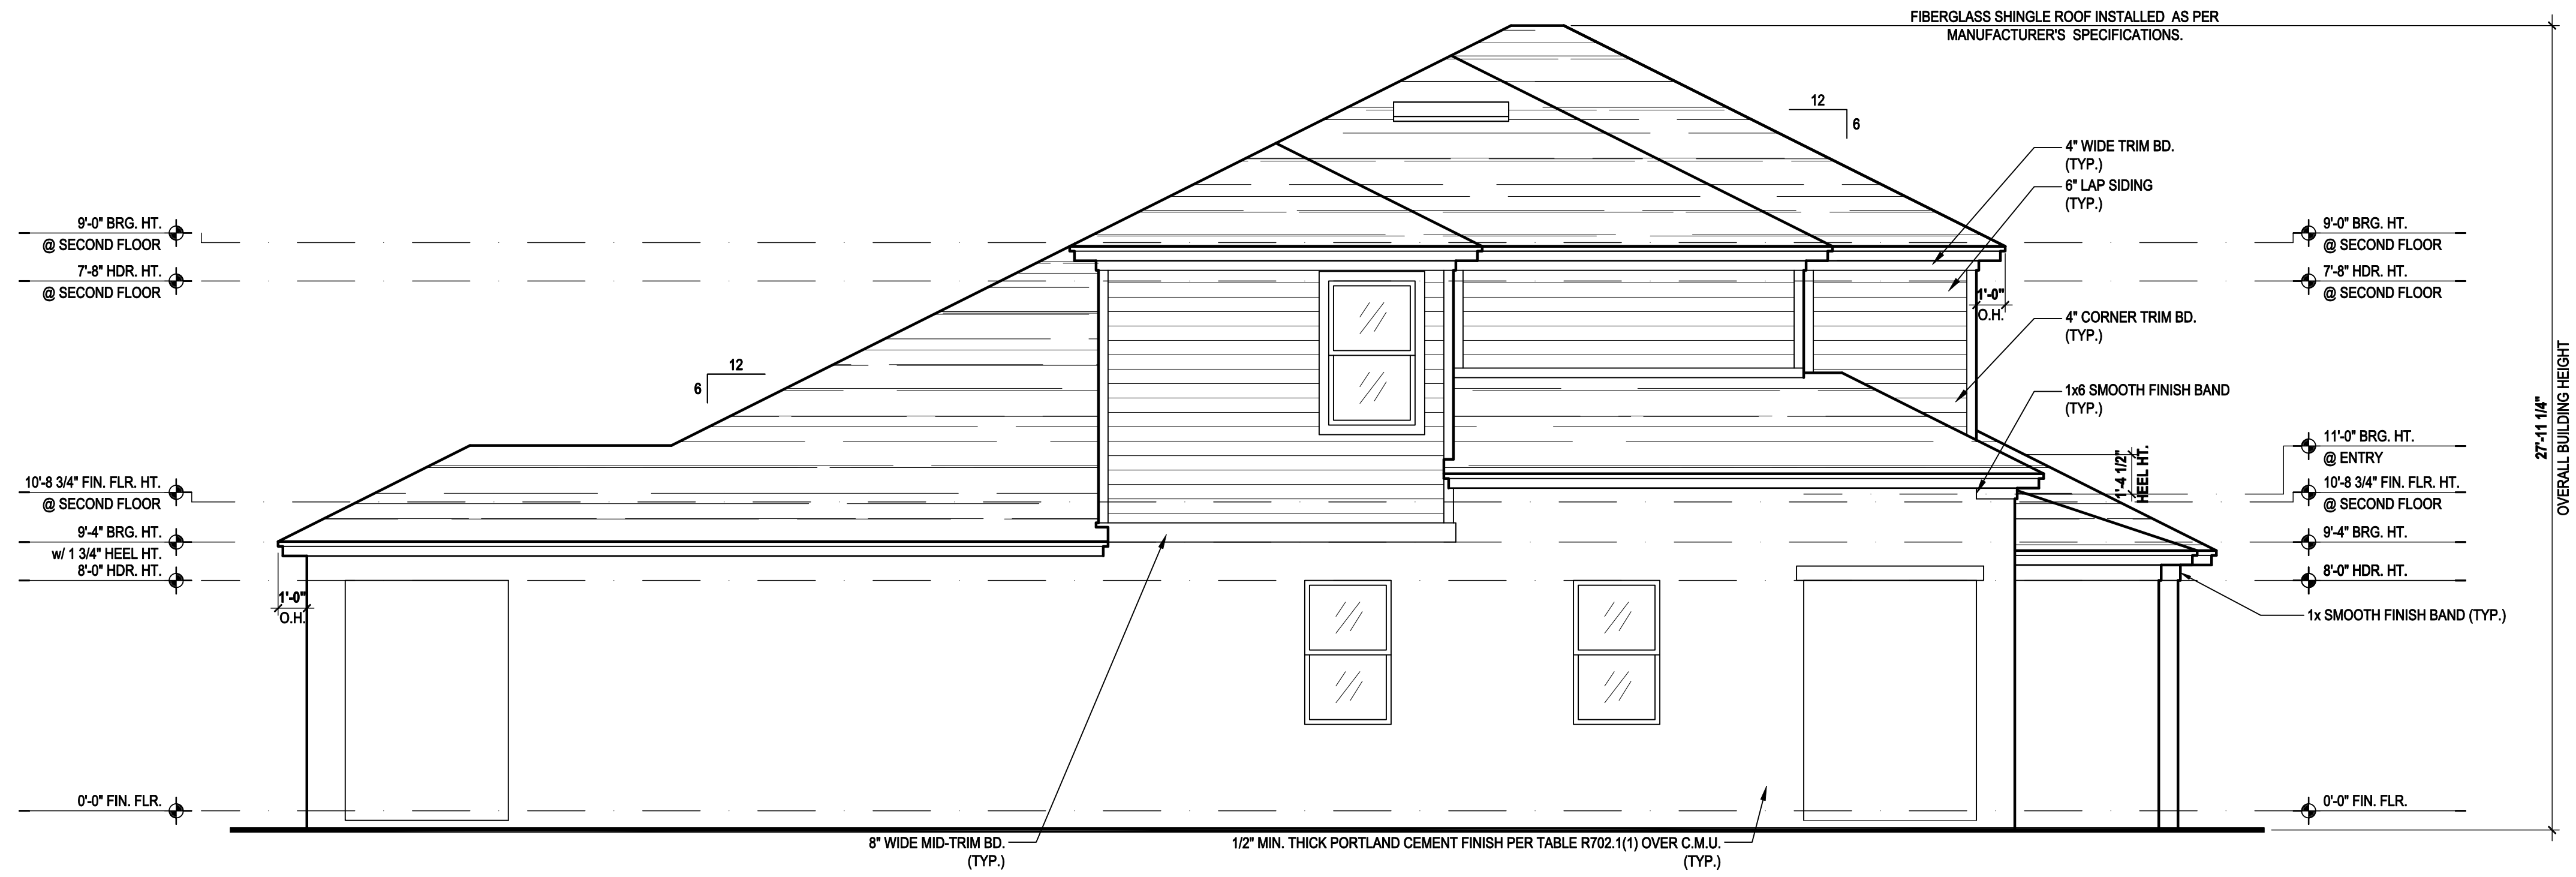 FIBERGLASS SHINGLE ROOF INSTALLED AS PER
MANUFACTURER'S SPECIFICATIONS.
12
6
4" WIDE TRIM BD.
(TYP.)
6" LAP SIDING
(TYP.)
9'-0" BRG. HT.
@ SECOND FLOOR
7'-8" HDR. HT.
@ SECOND FLOOR
9'-0" BRG. HT.
@ SECOND FLOOR
7'-8" HDR. HT.
@ SECOND FLOOR
1'-0"
O.H.
4" CORNER TRIM BD.
(TYP.)
12
6
1x6 SMOOTH FINISH BAND
(TYP.)
27'-11 1/4"
OVERALL BUILDING HEIGHT
1'-4 1/2"
HEEL HT.
11'-0" BRG. HT.
@ ENTRY
10'-8 3/4" FIN. FLR. HT.
@ SECOND FLOOR
10'-8 3/4" FIN. FLR. HT.
@ SECOND FLOOR
9'-4" BRG. HT.
w/ 1 3/4" HEEL HT.
8'-0" HDR. HT.
9'-4" BRG. HT.
8'-0" HDR. HT.
1'-0"
O.H.
1x SMOOTH FINISH BAND (TYP.)
0'-0" FIN. FLR.
0'-0" FIN. FLR.
8" WIDE MID-TRIM BD.
(TYP.)
1/2" MIN. THICK PORTLAND CEMENT FINISH PER TABLE R702.1(1) OVER C.M.U.
(TYP.)